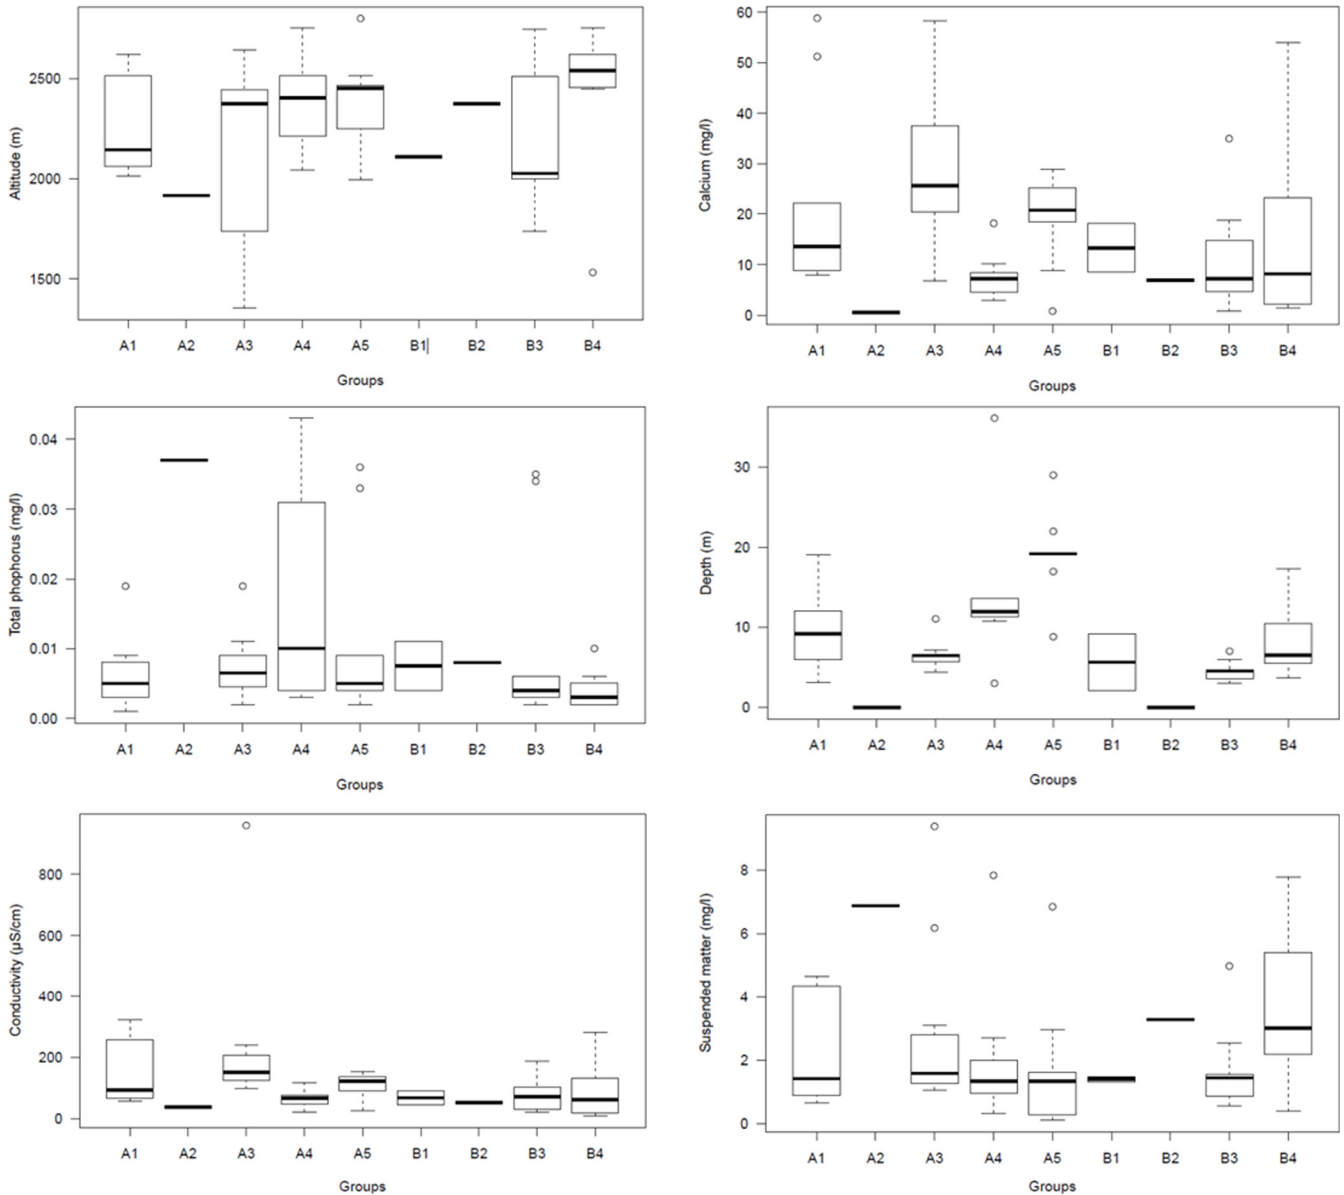 Altitude (m)
2500
2000
1500
A1 A2 A3 A4 A5 B1| B2 B3 B4
Groups
Calcium (mg/l)
60
50
40
30
20
10
0
A1 A2 A3 A4 A5 B1 B2 B3 B4
Groups
Total phophorus (mg/l)
0.04
0.03
0.02
0.01
0.00
A1 A2 A3 A4 A5 B1 B2 B3 B4
Groups
Depth (m)
30
20
10
0
A1 A2 A3 A4 A5 B1 B2 B3 B4
Groups
Conductivity (µS/cm)
800
600
400
200
0
A1 A2 A3 A4 A5 B1 B2 B3 B4
Groups
Suspended matter (mg/l)
8
6
4
2
0
A1 A2 A3 A4 A5 B1 B2 B3 B4
Groups